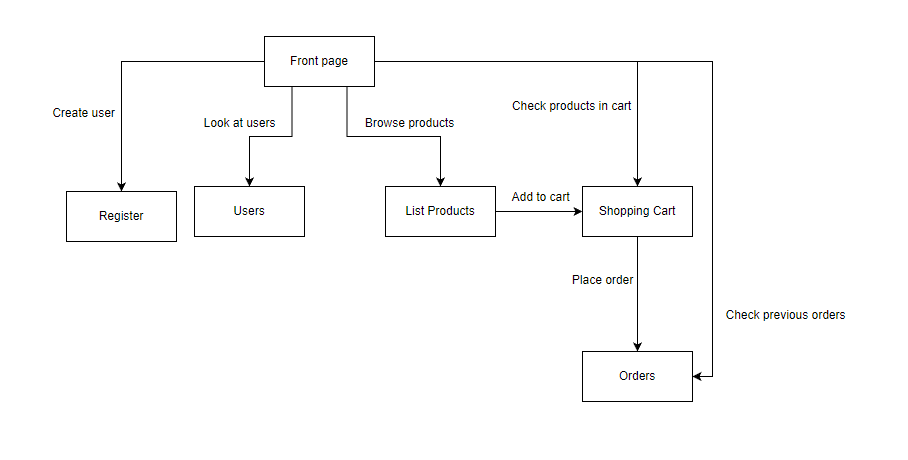 Front page
Create user
Look at users
Browse products
Check products in cart
Register
Users
List Products
Add to cart
Shopping Cart
Place order
Check previous orders
Orders